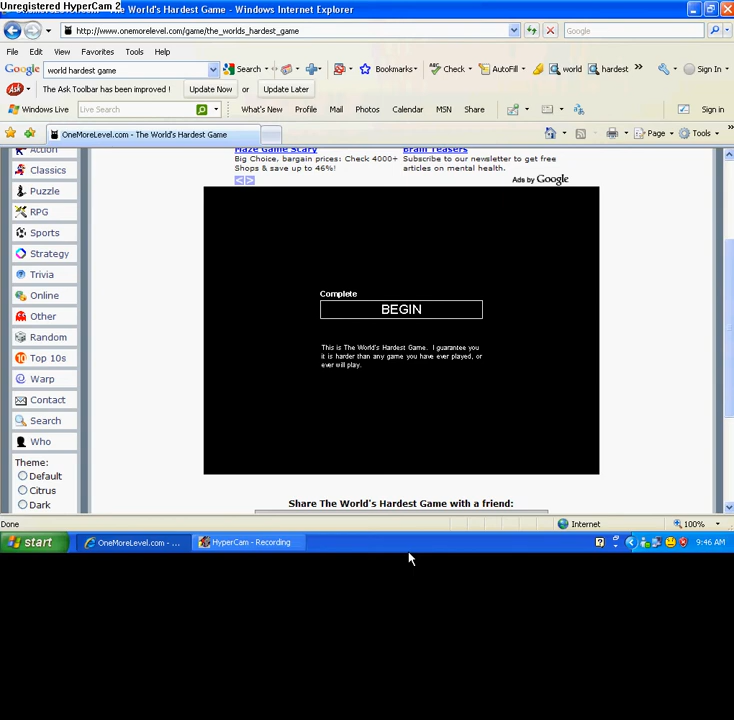 Unregistered HyperCam 2
The World's Hardest Game - Windows Internet Explorer
http://www.onemorelevel.com/game/the_worlds_hardest_game
Google
File Edit View Favorites Tools Help
Google world hardest game Search Bookmarks Check AutoFill world hardest Sign In
Ask The Ask Toolbar has been improved ! Update Now or Update Later
Windows Live Live Search What's New Profile Mail Photos Calendar MSN Share Sign in
OneMoreLevel.com - The World's Hardest Game
Page Tools
Action
Maze Game Scary Brain Teasers
Big Choice, bargain prices: Check 4000+ Subscribe to our newsletter to get free
Shops & save up to 46%! articles on mental health.
Ads by Google
Classics
Puzzle
RPG
Sports
Strategy
Trivia
Online
Other
Random
10 Top 10s
Warp
Contact
Search
Who
Theme:
Default
Citrus
Dark
Complete
BEGIN
This is The World's Hardest Game. I guarantee you
it is harder than any game you have ever played, or
ever will play.
Share The World's Hardest Game with a friend:
Done Internet 100%
start OneMoreLevel.com - ... HyperCam - Recording 9:46 AM